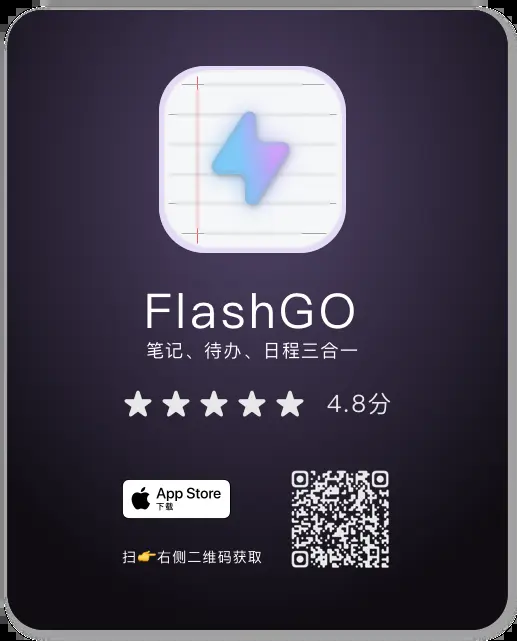 FlashGO
笔记、待办、日程三合一
4.8分
App Store
下载
扫👉右侧二维码获取